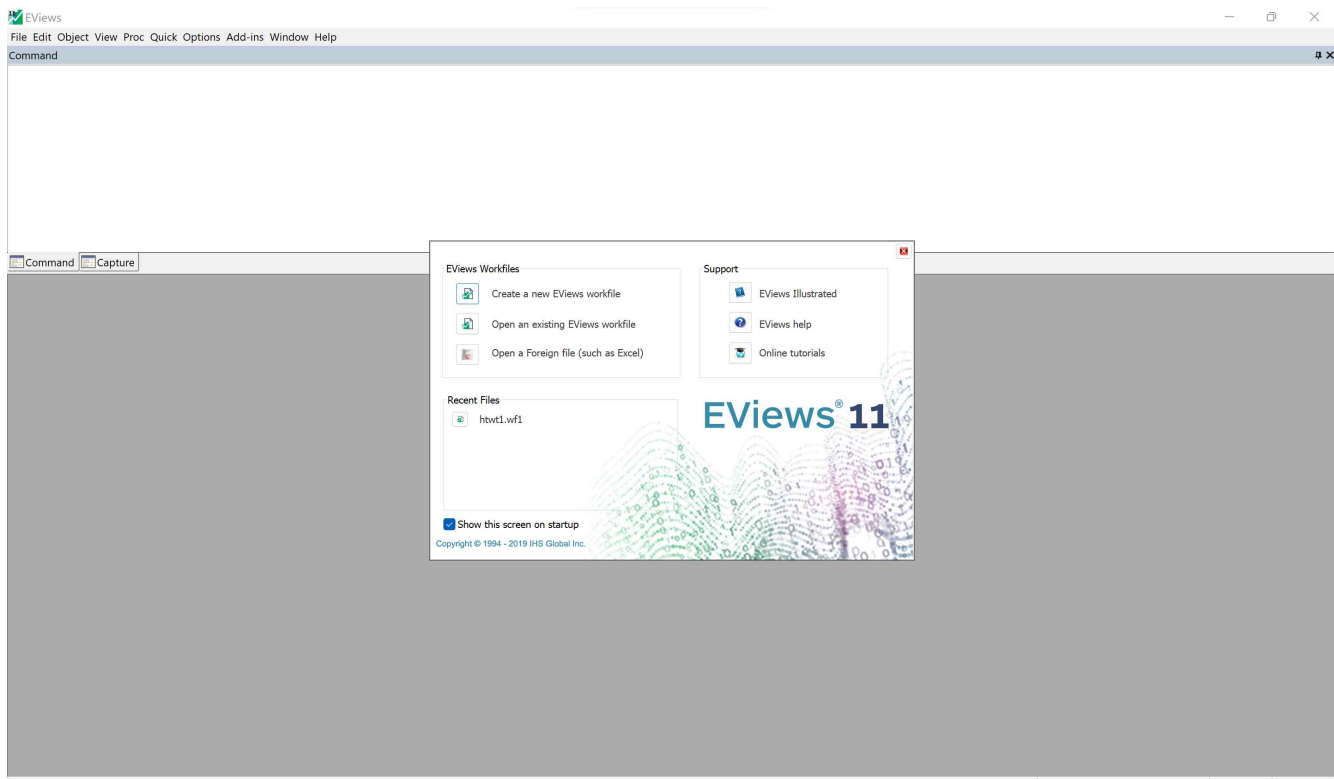 EViews
File Edit Object View Proc Quick Options Add-ins Window Help
Command
Command Capture
EViews Workfiles
Create a new EViews workfile
Open an existing EViews workfile
Open a Foreign file (such as Excel)
Support
EViews Illustrated
EViews help
Online tutorials
Recent Files
htwt1.wf1
EViews® 11
Show this screen on startup
Copyright © 1994 - 2019 IHS Global Inc.